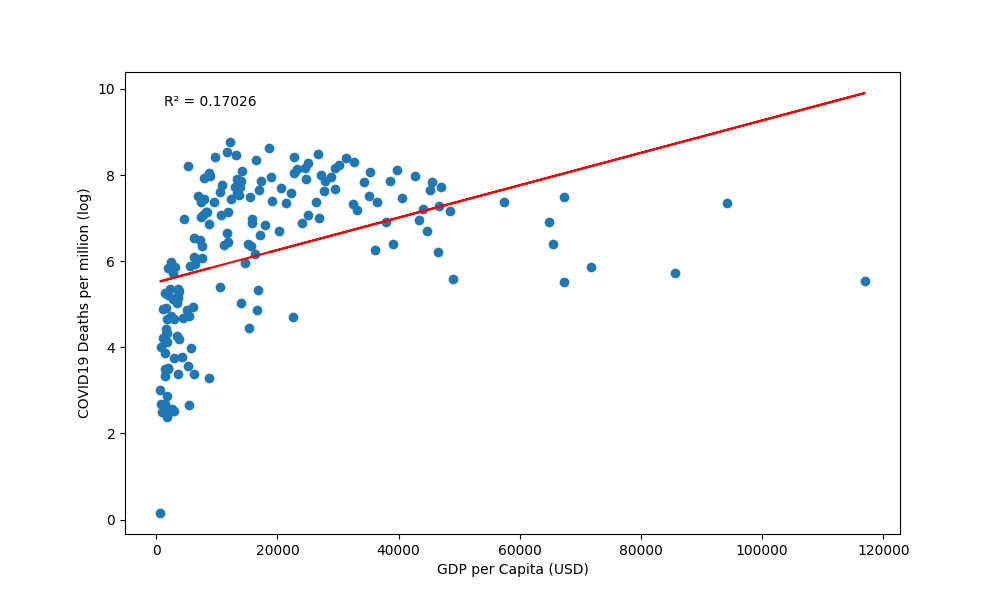 R² = 0.17026
COVID19 Deaths per million (log)
10
8
6
4
2
0
0 20000 40000 60000 80000 100000 120000
GDP per Capita (USD)